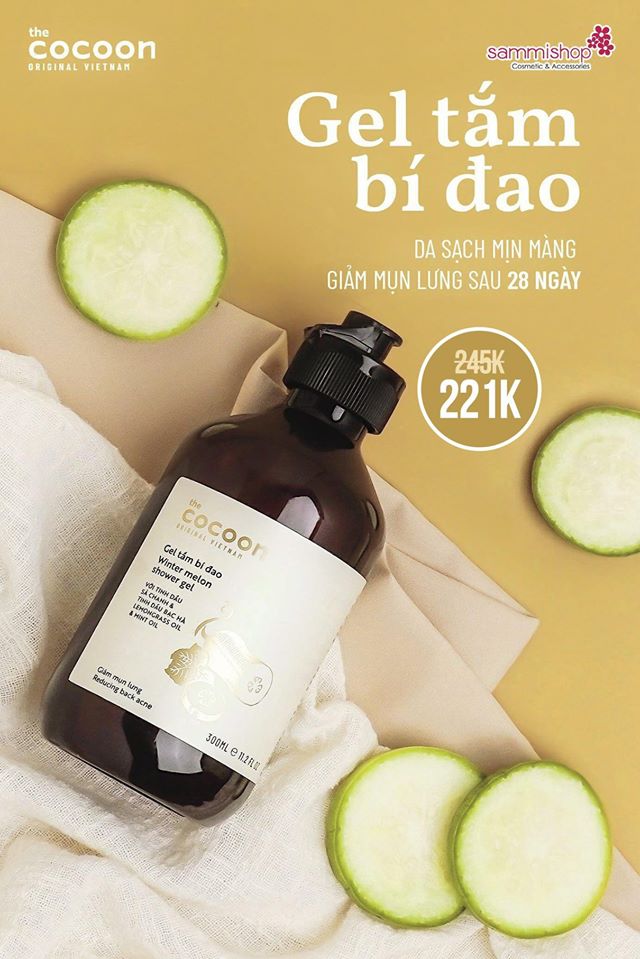 the
cocoon
ORIGINAL VIETNAM
sammishop
Cosmetic & Accessories
Gel tắm
bí đao
DA SẠCH MỊN MÀNG
GIẢM MỤN LƯNG SAU 28 NGÀY
245K
221K
the
cocoon
ORIGINAL VIETNAM
Gel tắm bí đao
Winter melon
shower gel
VỚI TINH DẦU
SẢ CHANH &
TINH DẦU BẠC HÀ
LEMONGRASS OIL
& MINT OIL
Giảm mụn lưng
Reducing back acne
300ML ℮ 11.2 FL OZ